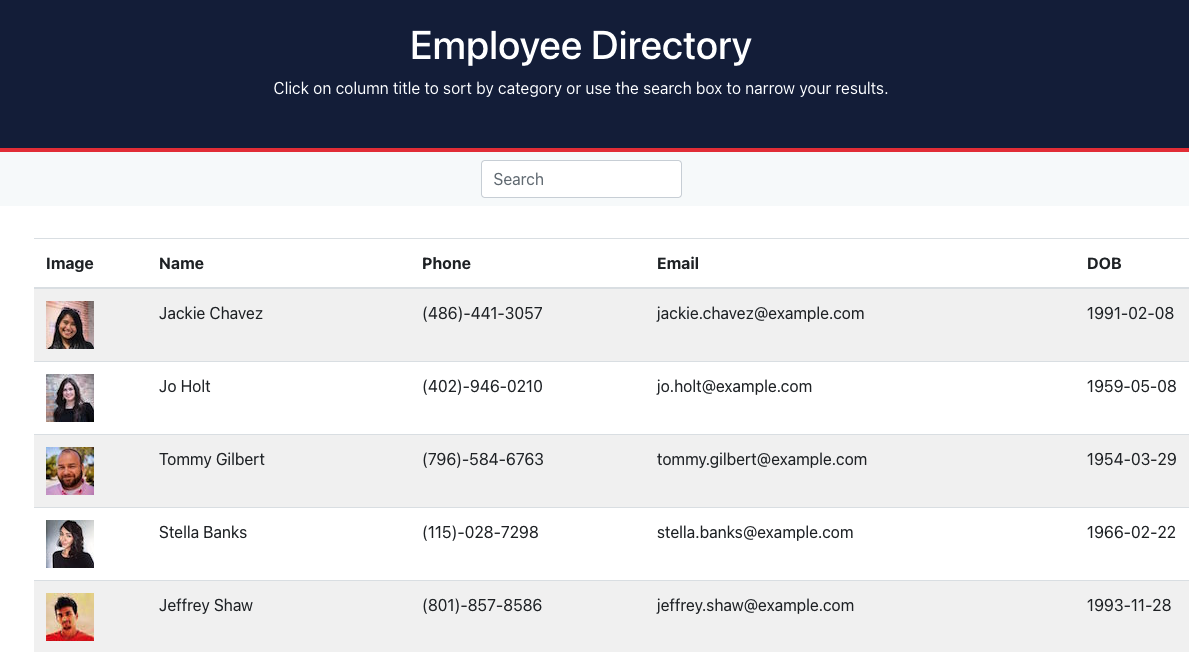 Employee Directory
Click on column title to sort by category or use the search box to narrow your results.
Search
Image Name Phone Email DOB
Jackie Chavez (486)-441-3057 jackie.chavez@example.com 1991-02-08
Jo Holt (402)-946-0210 jo.holt@example.com 1959-05-08
Tommy Gilbert (796)-584-6763 tommy.gilbert@example.com 1954-03-29
Stella Banks (115)-028-7298 stella.banks@example.com 1966-02-22
Jeffrey Shaw (801)-857-8586 jeffrey.shaw@example.com 1993-11-28